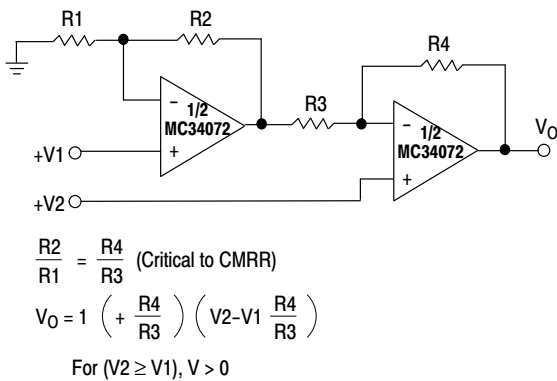 R1
R2
R4
R3
1/2
MC34072
1/2
MC34072
−
+
−
+
+V1
+V2
VO
R2/R1 = R4/R3 (Critical to CMRR)
VO = 1 ( + R4/R3 ) ( V2−V1 R4/R3 )
For (V2 ≥ V1), V > 0